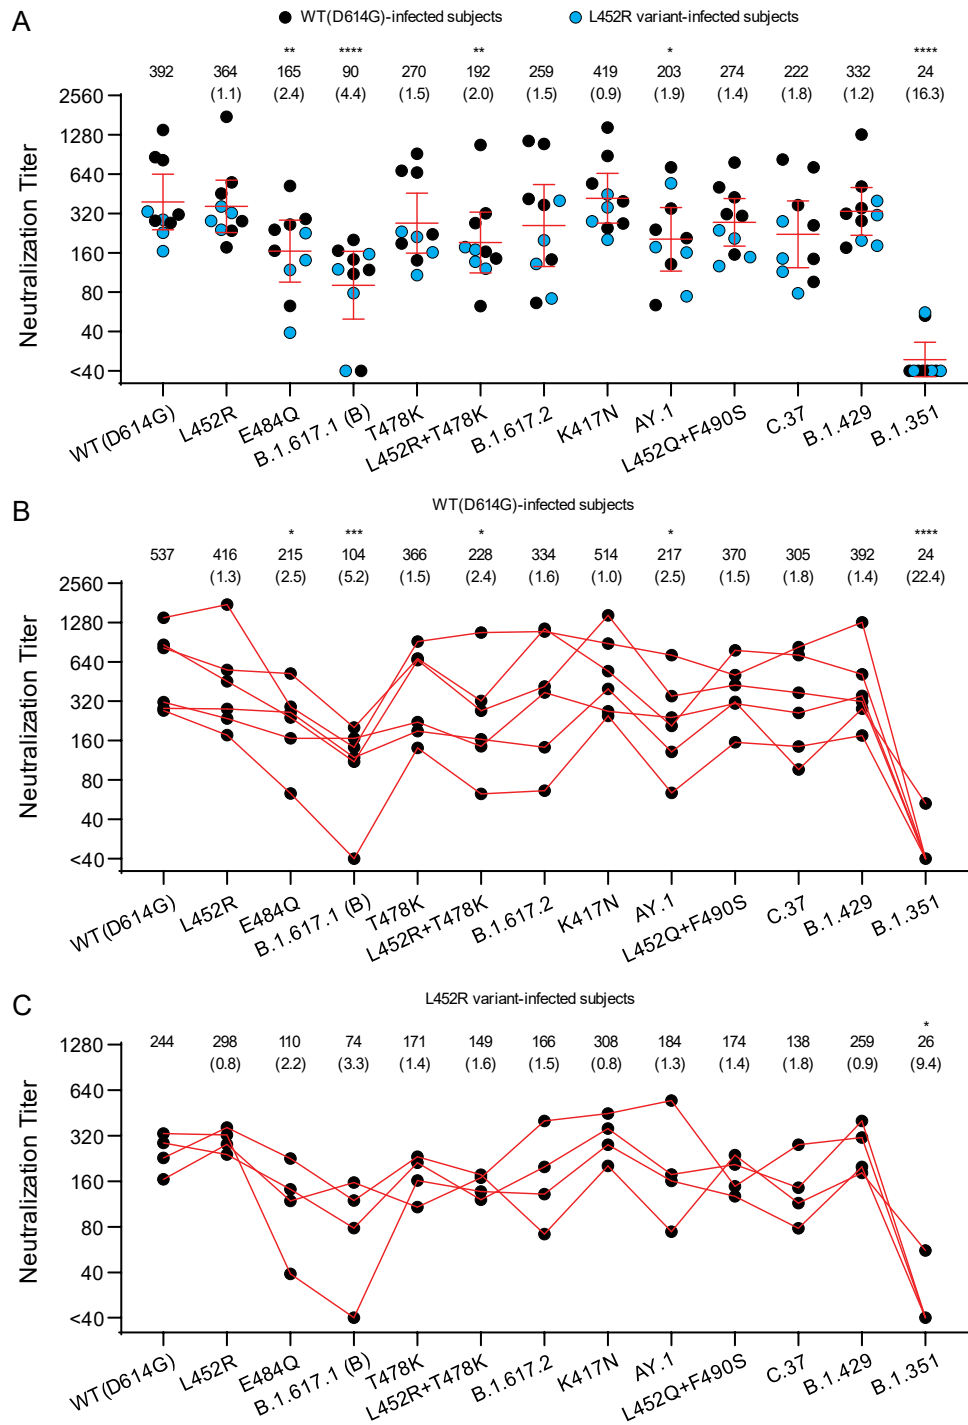 A
WT(D614G)-infected subjects
L452R variant-infected subjects
** **** ** * ****
392 364 165 90 270 192 259 419 203 274 222 332 24
(1.1) (2.4) (4.4) (1.5) (2.0) (1.5) (0.9) (1.9) (1.4) (1.8) (1.2) (16.3)
2560
1280
640
320
160
80
40
<40
Neutralization Titer
WT(D614G) L452R E484Q B.1.617.1 (B) T478K L452R+T478K B.1.617.2 K417N AY.1 L452Q+F490S C.37 B.1.429 B.1.351
B
WT(D614G)-infected subjects
* *** * * ****
537 416 215 104 366 228 334 514 217 370 305 392 24
(1.3) (2.5) (5.2) (1.5) (2.4) (1.6) (1.0) (2.5) (1.5) (1.8) (1.4) (22.4)
2560
1280
640
320
160
80
40
<40
Neutralization Titer
WT(D614G) L452R E484Q B.1.617.1 (B) T478K L452R+T478K B.1.617.2 K417N AY.1 L452Q+F490S C.37 B.1.429 B.1.351
C
L452R variant-infected subjects
*
244 298 110 74 171 149 166 308 184 174 138 259 26
(0.8) (2.2) (3.3) (1.4) (1.6) (1.5) (0.8) (1.3) (1.4) (1.8) (0.9) (9.4)
1280
640
320
160
80
40
<40
Neutralization Titer
WT(D614G) L452R E484Q B.1.617.1 (B) T478K L452R+T478K B.1.617.2 K417N AY.1 L452Q+F490S C.37 B.1.429 B.1.351